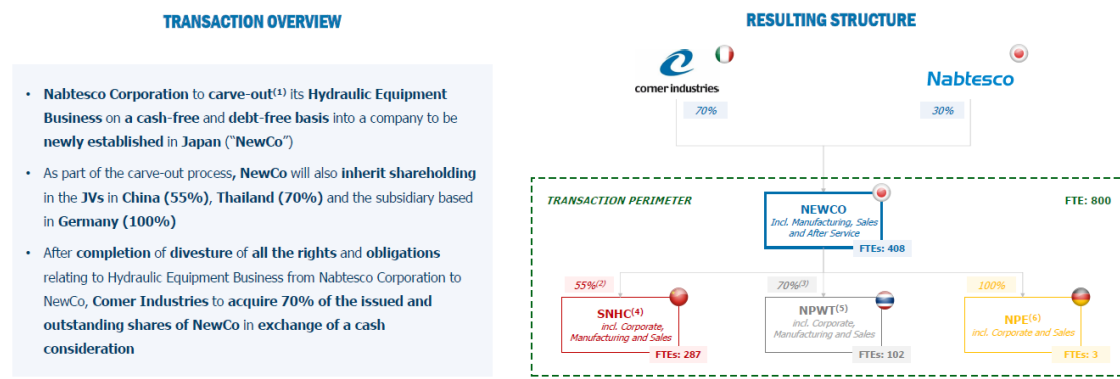 TRANSACTION OVERVIEW
• Nabtesco Corporation to carve-out(1) its Hydraulic Equipment
Business on a cash-free and debt-free basis into a company to be
newly established in Japan ("NewCo")
• As part of the carve-out process, NewCo will also inherit shareholding
in the JVs in China (55%), Thailand (70%) and the subsidiary based
in Germany (100%)
• After completion of divesture of all the rights and obligations
relating to Hydraulic Equipment Business from Nabtesco Corporation to
NewCo, Comer Industries to acquire 70% of the issued and
outstanding shares of NewCo in exchange of a cash
consideration
RESULTING STRUCTURE
comer industries
Nabtesco
70%
30%
TRANSACTION PERIMETER
FTE: 800
NEWCO
Incl. Manufacturing, Sales
and After Service
FTEs: 408
55%(2)
70%(3)
100%
SNHC(4)
incl. Corporate,
Manufacturing and Sales
FTEs: 287
NPWT(5)
incl. Corporate,
Manufacturing and Sales
FTEs: 102
NPE(6)
incl. Corporate and Sales
FTEs: 3